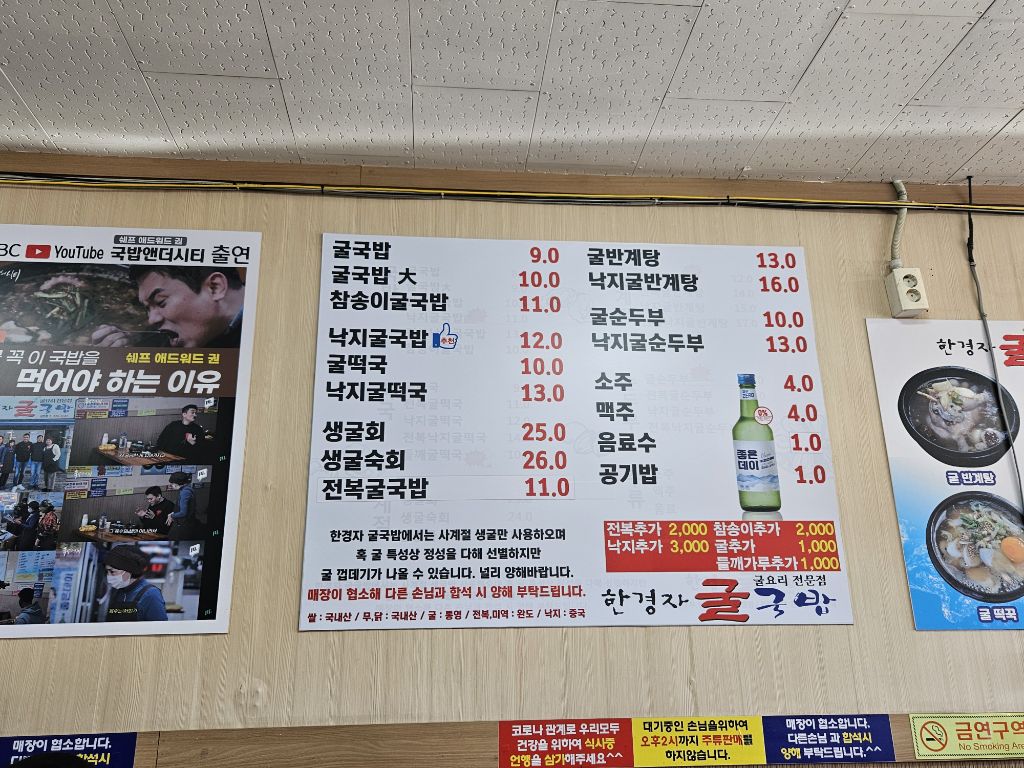 BC YouTube 쉐프 애드워드 권
국밥앤더시티 출연
꼭 이 국밥을 쉐프 애드워드 권
먹어야 하는 이유
굴국밥 9.0
굴국밥 大 10.0
참송이굴국밥 11.0
낙지굴국밥 추천 12.0
굴떡국 10.0
낙지굴떡국 13.0
생굴회 25.0
생굴숙회 26.0
전복굴국밥 11.0
굴반계탕 13.0
낙지굴반계탕 16.0
굴순두부 10.0
낙지굴순두부 13.0
소주 4.0
맥주 4.0
음료수 1.0
공기밥 1.0
좋은데이
전복추가 2,000 참송이추가 2,000
낙지추가 3,000 굴추가 1,000
들깨가루추가 1,000
한경자 굴국밥에서는 사계절 생굴만 사용하오며
혹 굴 특성상 정성을 다해 선별하지만
굴 껍데기가 나올 수 있습니다. 널리 양해바랍니다.
매장이 협소해 다른 손님과 합석 시 양해 부탁드립니다.
쌀 : 국내산 / 무,닭 : 국내산 / 굴 : 통영 / 전복,미역 : 완도 / 낙지 : 중국
굴요리 전문점
한경자 굴국밥
한경자 굴
굴 반계탕
굴 떡국
매장이 협소합니다.
코로나 관계로 우리모두
건강을 위하여 식사중
언행을 삼가해주세요^^
대기중인 손님을위하여
오후2시까지 주류판매를
하지않습니다.
매장이 협소합니다.
다른손님 과 합석시
양해 부탁드립니다.^^
금연구역
No Smoking Area